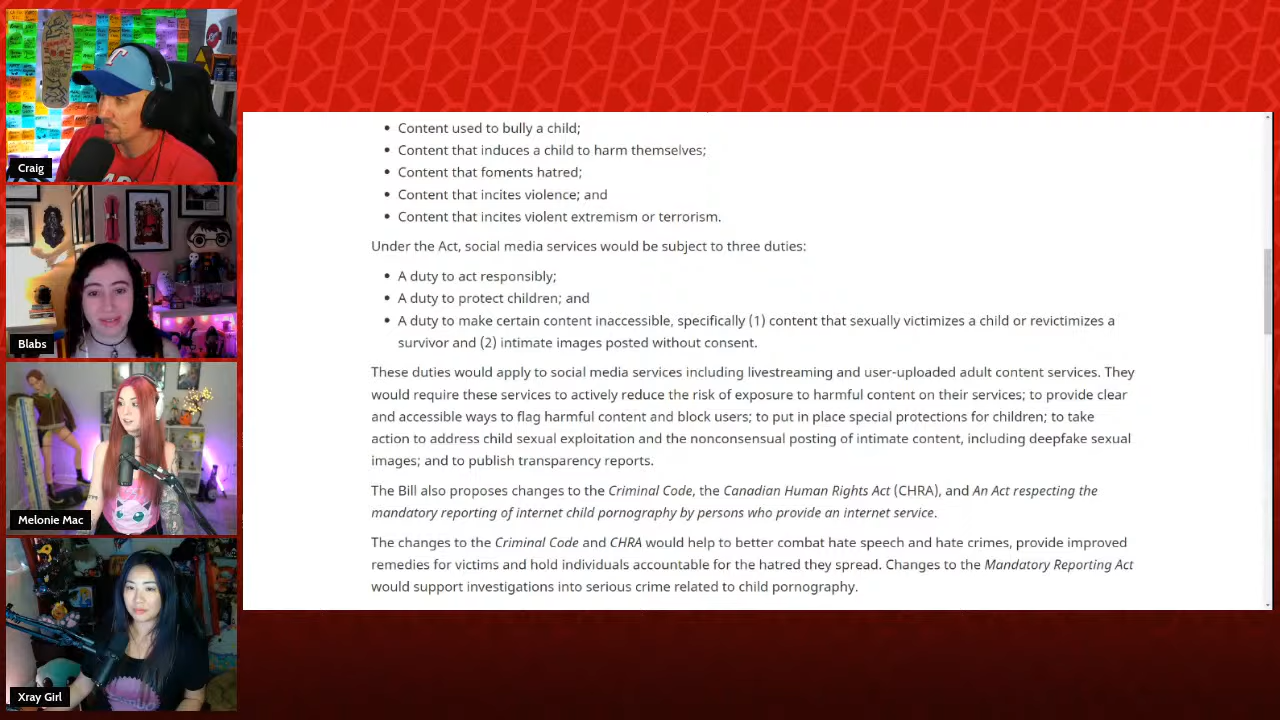 Craig
Blabs
Melonie Mac
Xray Girl
• Content used to bully a child;
• Content that induces a child to harm themselves;
• Content that foments hatred;
• Content that incites violence; and
• Content that incites violent extremism or terrorism.
Under the Act, social media services would be subject to three duties:
• A duty to act responsibly;
• A duty to protect children; and
• A duty to make certain content inaccessible, specifically (1) content that sexually victimizes a child or revictimizes a
survivor and (2) intimate images posted without consent.
These duties would apply to social media services including livestreaming and user-uploaded adult content services. They
would require these services to actively reduce the risk of exposure to harmful content on their services; to provide clear
and accessible ways to flag harmful content and block users; to put in place special protections for children; to take
action to address child sexual exploitation and the nonconsensual posting of intimate content, including deepfake sexual
images; and to publish transparency reports.
The Bill also proposes changes to the Criminal Code, the Canadian Human Rights Act (CHRA), and An Act respecting the
mandatory reporting of internet child pornography by persons who provide an internet service.
The changes to the Criminal Code and CHRA would help to better combat hate speech and hate crimes, provide improved
remedies for victims and hold individuals accountable for the hatred they spread. Changes to the Mandatory Reporting Act
would support investigations into serious crime related to child pornography.